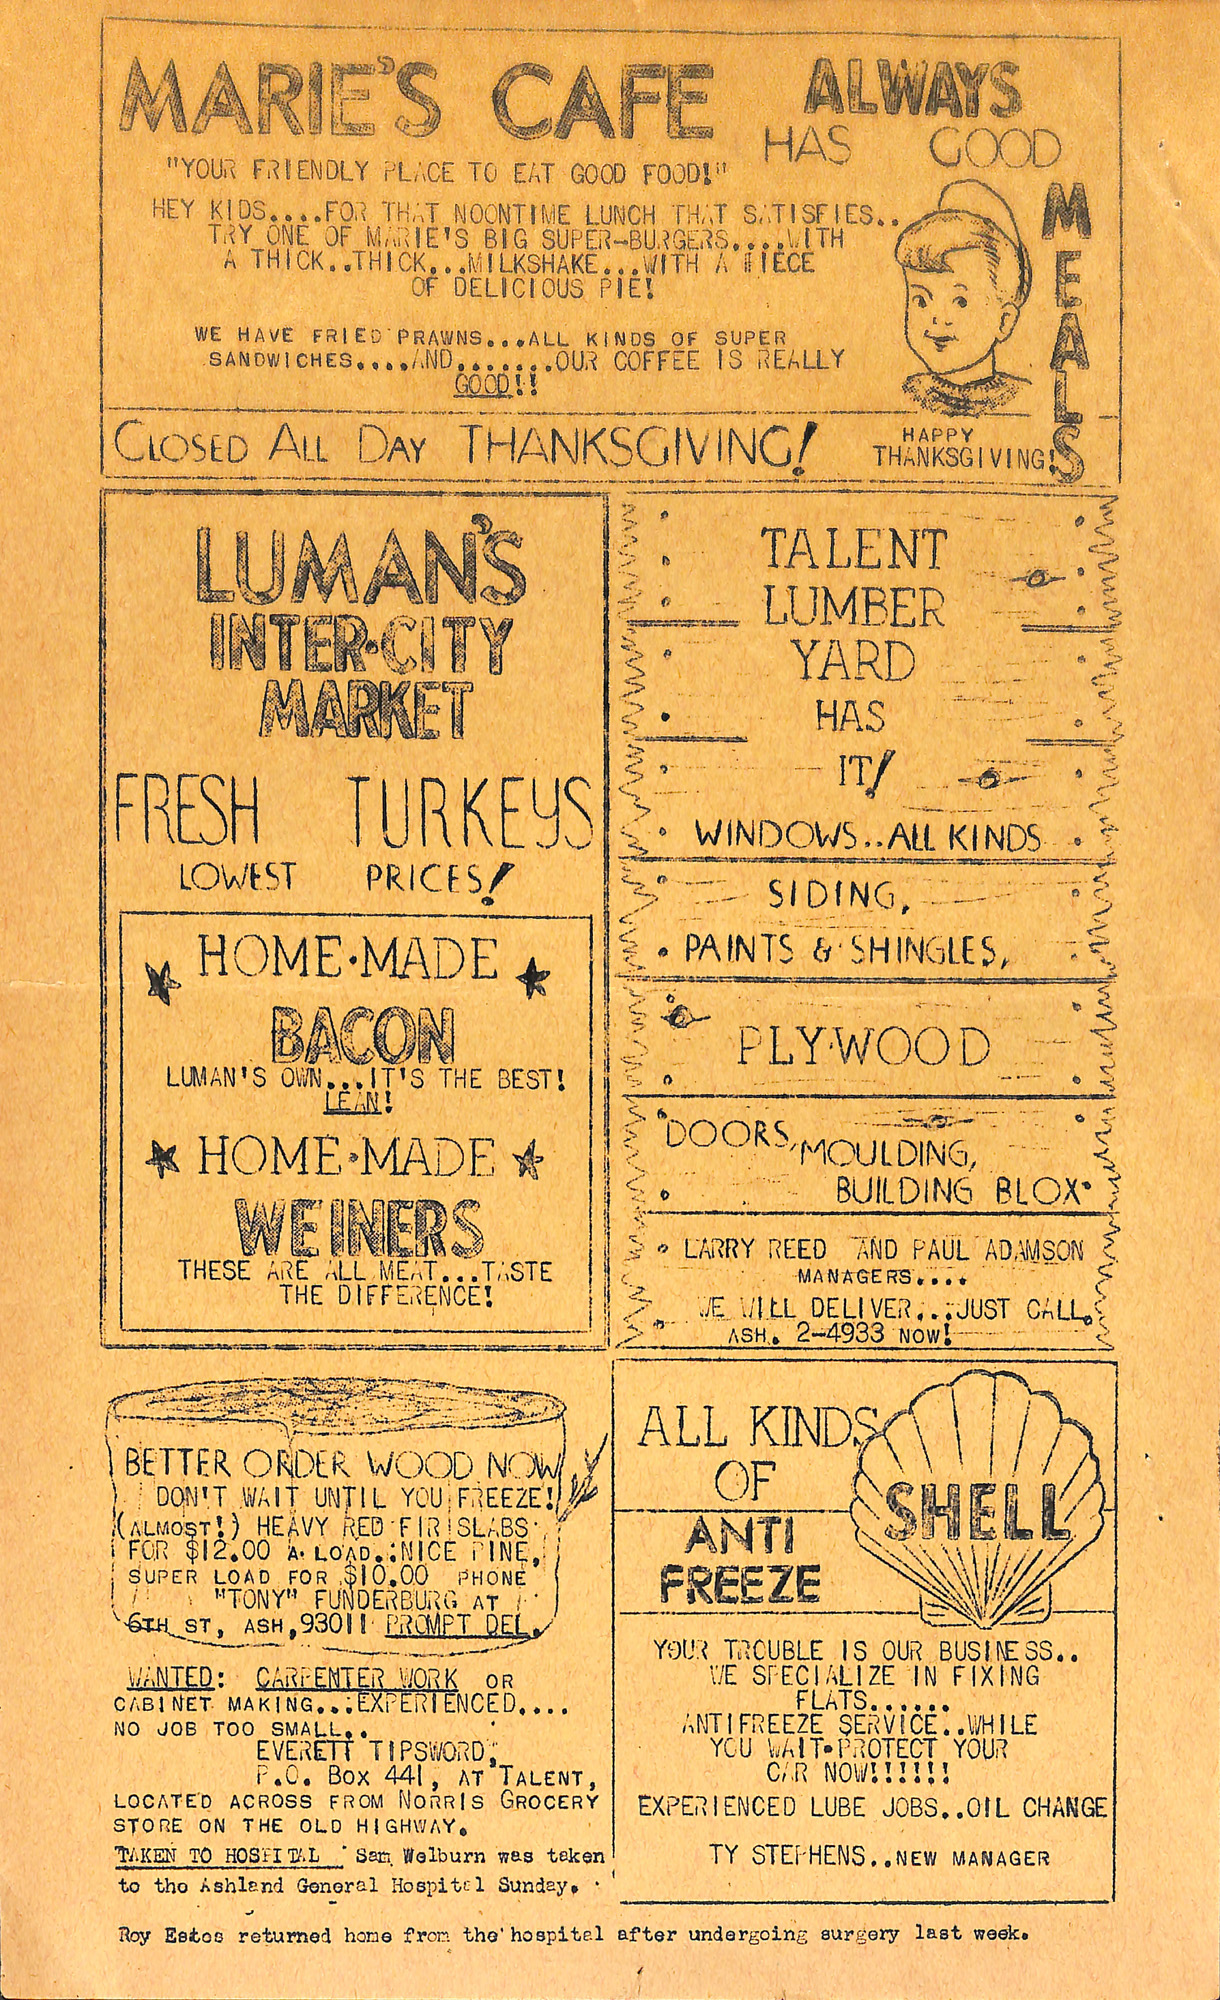 MARIE'S CAFE
ALWAYS
HAS GOOD
MEALS
"YOUR FRIENDLY PLACE TO EAT GOOD FOOD!"
HEY KIDS....FOR THAT NOONTIME LUNCH THAT SATISFIES..
TRY ONE OF MARIE'S BIG SUPER-BURGERS....WITH
A THICK..THICK...MILKSHAKE...WITH A PIECE
OF DELICIOUS PIE!
WE HAVE FRIED PRAWNS...ALL KINDS OF SUPER
SANDWICHES....AND.......OUR COFFEE IS REALLY
GOOD!!
CLOSED ALL DAY THANKSGIVING!
HAPPY
THANKSGIVING!
LUMAN'S
INTER·CITY
MARKET
FRESH TURKEYS
LOWEST PRICES!
HOME·MADE
BACON
LUMAN'S OWN...IT'S THE BEST!
LEAN!
HOME·MADE
WEINERS
THESE ARE ALL MEAT...TASTE
THE DIFFERENCE!
TALENT
LUMBER
YARD
HAS
IT!
WINDOWS..ALL KINDS
SIDING,
PAINTS & SHINGLES,
PLY·WOOD
DOORS,
MOULDING,
BUILDING BLOX
LARRY REED AND PAUL ADAMSON
MANAGERS....
WE WILL DELIVER...JUST CALL.
ASH. 2-4933 NOW!
BETTER ORDER WOOD NOW
DON'T WAIT UNTIL YOU FREEZE!
(ALMOST!) HEAVY RED FIR SLABS
FOR $12.00 A LOAD..NICE PINE,
SUPER LOAD FOR $10.00 PHONE
"TONY" FUNDERBURG AT
6TH ST, ASH,93011 PROMPT DEL.
WANTED: CARPENTER WORK OR
CABINET MAKING...EXPERIENCED....
NO JOB TOO SMALL..
EVERETT TIPSWORD,
P.O. BOX 441, AT TALENT,
LOCATED ACROSS FROM NORRIS GROCERY
STORE ON THE OLD HIGHWAY.
TAKEN TO HOSPITAL Sam Welburn was taken
to the Ashland General Hospital Sunday.
ALL KINDS
OF
ANTI
FREEZE
SHELL
YOUR TROUBLE IS OUR BUSINESS..
WE SPECIALIZE IN FIXING
FLATS......
ANTIFREEZE SERVICE..WHILE
YOU WAIT·PROTECT YOUR
CAR NOW!!!!!!
EXPERIENCED LUBE JOBS..OIL CHANGE
TY STEPHENS..NEW MANAGER
Roy Estes returned home from the hospital after undergoing surgery last week.